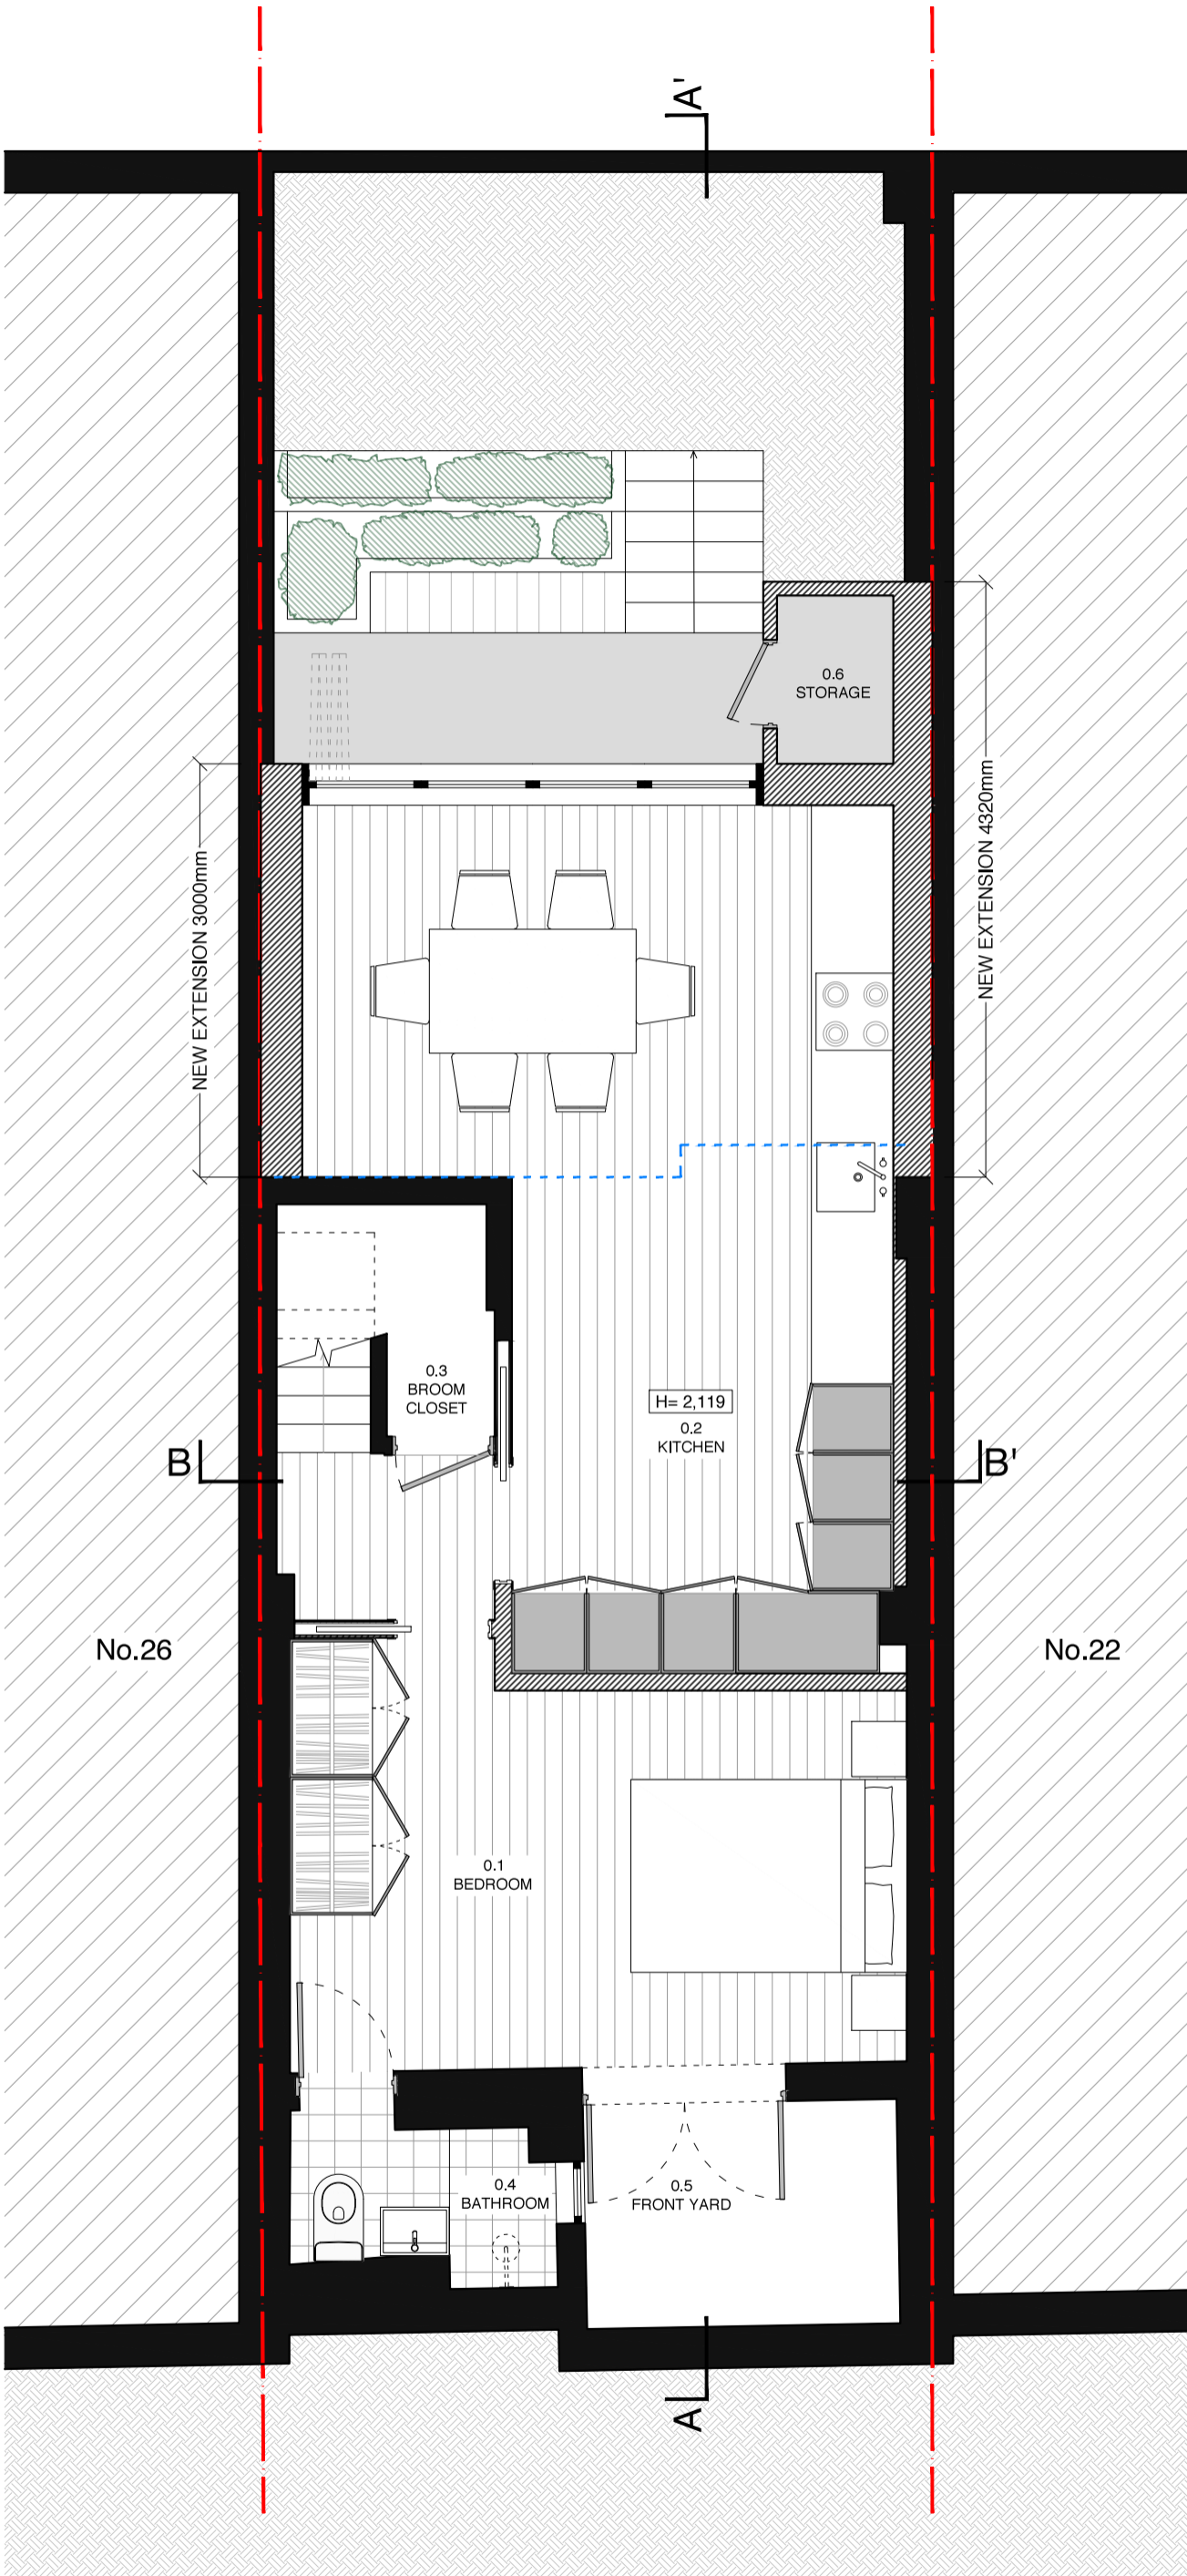 A'
0.6
STORAGE
NEW EXTENSION 3000mm
NEW EXTENSION 4320mm
0.3
BROOM
CLOSET
H= 2,119
0.2
KITCHEN
B
B'
No.26
No.22
0.1
BEDROOM
0.4
BATHROOM
0.5
FRONT YARD
A